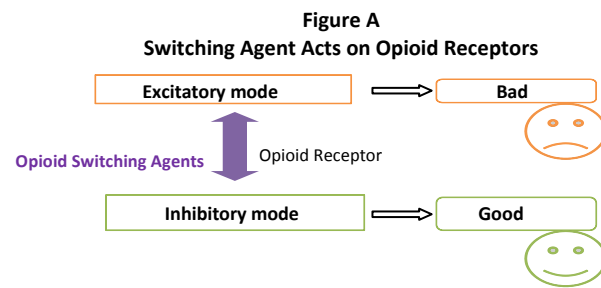 Figure A
Switching Agent Acts on Opioid Receptors
Excitatory mode
Bad
Opioid Switching Agents
Opioid Receptor
Inhibitory mode
Good